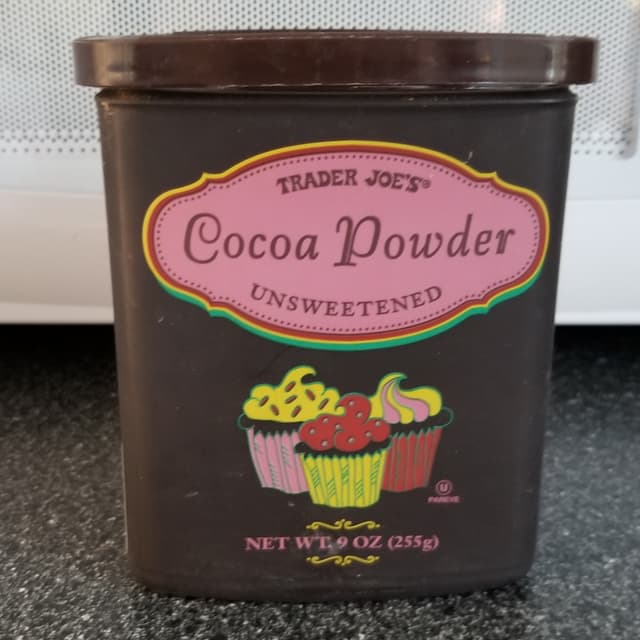 TRADER JOE'S®
Cocoa Powder
UNSWEETENED
U
PAREVE
NET WT. 9 OZ (255g)